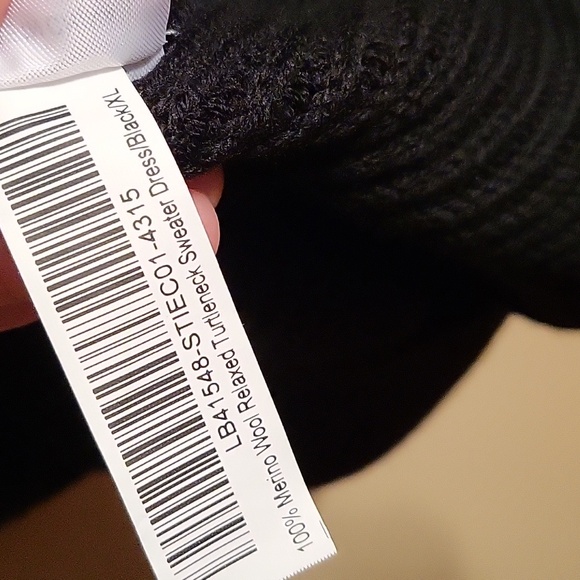 LB41548-STIEC01-4315
100% Merino Wool Relaxed Turtleneck Sweater Dress/Black/XL